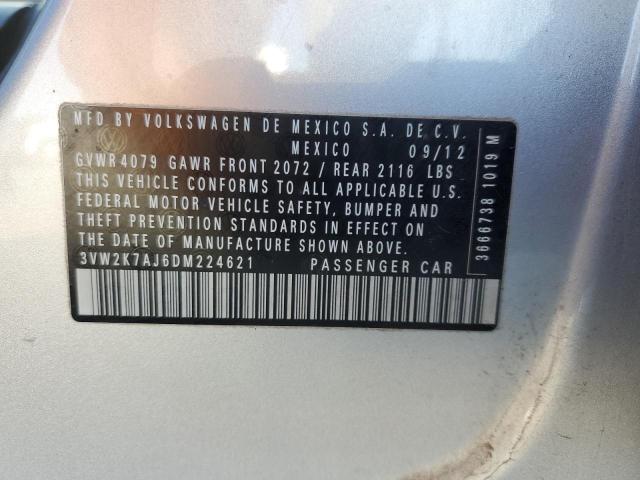 MFD BY VOLKSWAGEN DE MEXICO S.A. DE C.V.
MEXICO 09/12
GVWR 4079 GAWR FRONT 2072 / REAR 2116 LBS
THIS VEHICLE CONFORMS TO ALL APPLICABLE U.S.
FEDERAL MOTOR VEHICLE SAFETY, BUMPER AND
THEFT PREVENTION STANDARDS IN EFFECT ON
THE DATE OF MANUFACTURE SHOWN ABOVE.
3VW2K7AJ6DM224621 PASSENGER CAR
3666738 1019 M